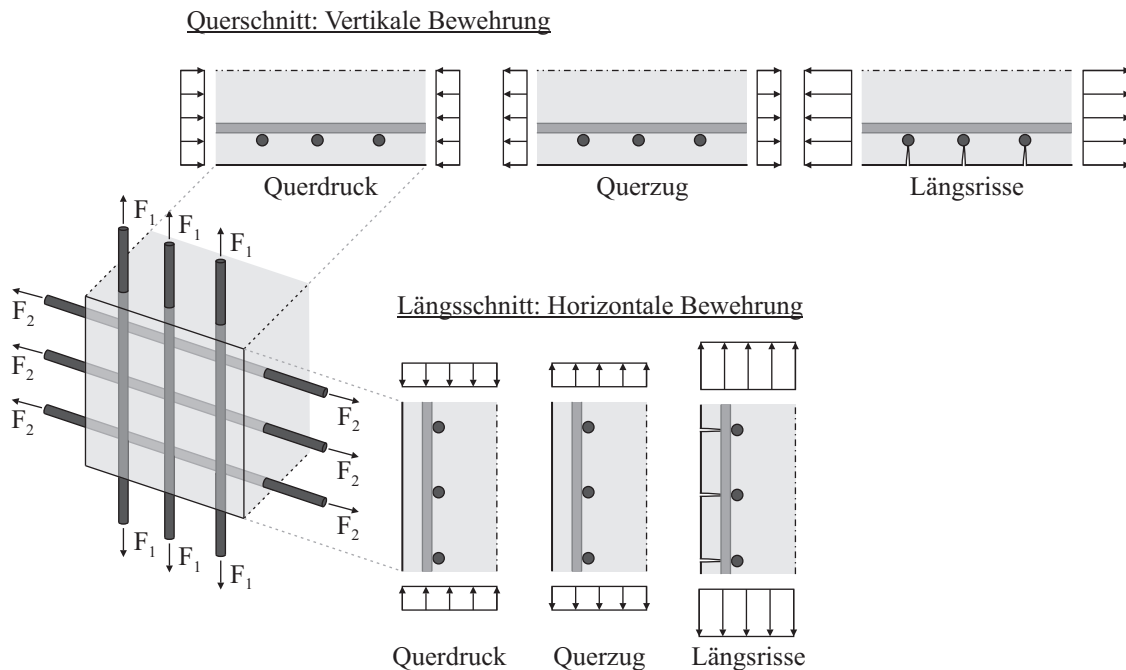 Querschnitt: Vertikale Bewehrung
Querdruck
Querzug
Längsrisse
F1
F1
F1
F2
F2
F2
F2
F2
F2
F1
F1
F1
Längsschnitt: Horizontale Bewehrung
Querdruck
Querzug
Längsrisse